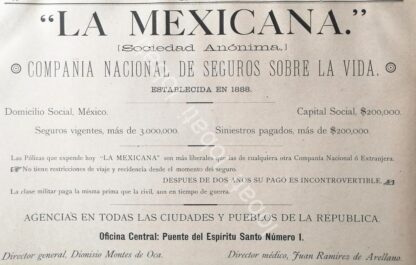 “LA MEXICANA.”
(Sociedad Anónima.)
COMPAÑIA NACIONAL DE SEGUROS SOBRE LA VIDA.
ESTABLECIDA EN 1888.
Domicilio Social, México. Capital Social, $200,000.
Seguros vigentes, más de 3.000,000. Siniestros pagados, más de $200,000.
Las Pólizas que expende hoy "LA MEXICANA" son más liberales que las de cualquiera otra Compañía Nacional ó Extranjera.
☞ No tiene restricciones de viaje y residencia desde el momento del seguro.
DESPUES DE DOS AÑOS SU PAGO ES INCONTROVERTIBLE.
La clase militar paga la misma prima que la civil, aun en tiempo de guerra.
AGENCIAS EN TODAS LAS CIUDADES Y PUEBLOS DE LA REPUBLICA.
Oficina Central: Puente del Espíritu Santo Número 1.
Director general, Dionisio Montes de Oca. Director médico, Juan Ramirez de Arellano.